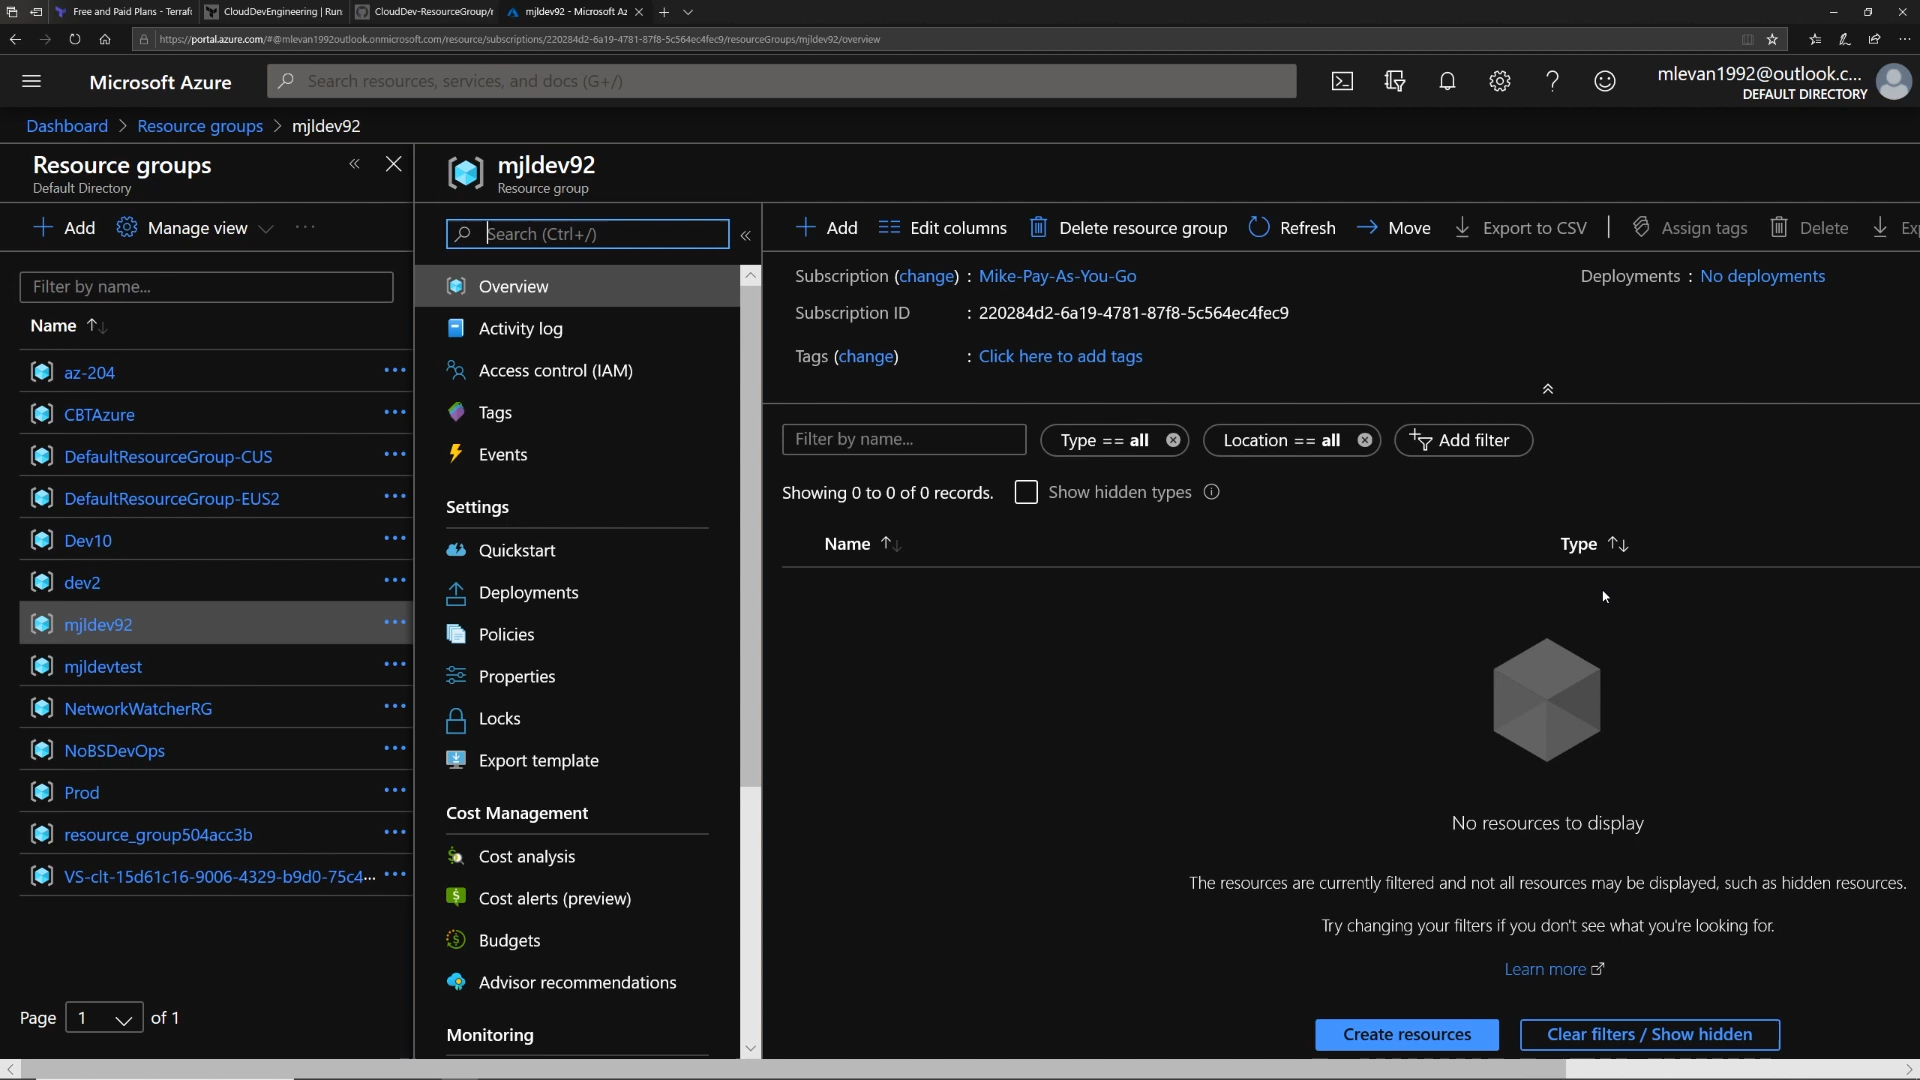 Free and Paid Plans - Terraf
CloudDevEngineering | Run
CloudDev-ResourceGroup/r
mjldev92 - Microsoft Az
https://portal.azure.com/#@mlevan1992outlook.onmicrosoft.com/resource/subscriptions/220284d2-6a19-4781-87f8-5c564ec4fec9/resourceGroups/mjldev92/overview
Microsoft Azure
Search resources, services, and docs (G+/)
mlevan1992@outlook.c...
DEFAULT DIRECTORY
Dashboard > Resource groups > mjldev92
Resource groups
Default Directory
Add
Manage view
Filter by name...
Name
az-204
CBTAzure
DefaultResourceGroup-CUS
DefaultResourceGroup-EUS2
Dev10
dev2
mjldev92
mjldevtest
NetworkWatcherRG
NoBSDevOps
Prod
resource_group504acc3b
VS-clt-15d61c16-9006-4329-b9d0-75c4...
Page 1 of 1
mjldev92
Resource group
Search (Ctrl+/)
Overview
Activity log
Access control (IAM)
Tags
Events
Settings
Quickstart
Deployments
Policies
Properties
Locks
Export template
Cost Management
Cost analysis
Cost alerts (preview)
Budgets
Advisor recommendations
Monitoring
Add
Edit columns
Delete resource group
Refresh
Move
Export to CSV
Assign tags
Delete
Exp
Subscription (change) : Mike-Pay-As-You-Go
Deployments : No deployments
Subscription ID : 220284d2-6a19-4781-87f8-5c564ec4fec9
Tags (change) : Click here to add tags
Filter by name...
Type == all
Location == all
Add filter
Showing 0 to 0 of 0 records.
Show hidden types
Name
Type
No resources to display
The resources are currently filtered and not all resources may be displayed, such as hidden resources.
Try changing your filters if you don't see what you're looking for.
Learn more
Create resources
Clear filters / Show hidden